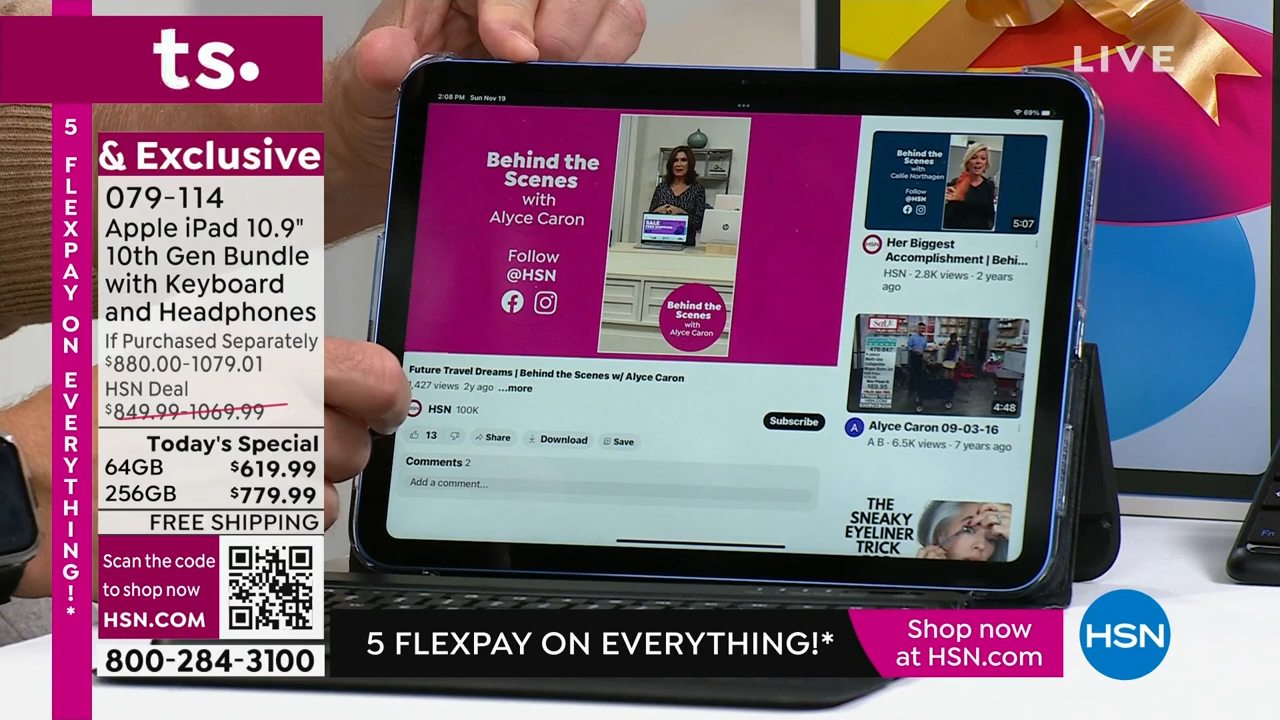 ts.
5 FLEXPAY ON EVERYTHING!*
& Exclusive
079-114
Apple iPad 10.9"
10th Gen Bundle
with Keyboard
and Headphones
If Purchased Separately
$880.00-1079.01
HSN Deal
$849.99-1069.99
Today's Special
64GB $619.99
256GB $779.99
FREE SHIPPING
Scan the code
to shop now
HSN.COM
800-284-3100
LIVE
2:08 PM Sun Nov 19
69%
Behind the
Scenes
with
Alyce Caron
Follow
@HSN
Behind the
Scenes
with
Alyce Caron
Future Travel Dreams | Behind the Scenes w/ Alyce Caron
1,427 views 2y ago ...more
HSN 100K
Subscribe
13
Share
Download
Save
Comments 2
Add a comment...
Behind the
Scenes
with
Callie Northagen
Follow
@HSN
5:07
Her Biggest
Accomplishment | Behi...
HSN · 2.8K views · 2 years
ago
4:48
A
Alyce Caron 09-03-16
A B · 6.5K views · 7 years ago
THE
SNEAKY
EYELINER
TRICK
5 FLEXPAY ON EVERYTHING!*
Shop now
at HSN.com
HSN